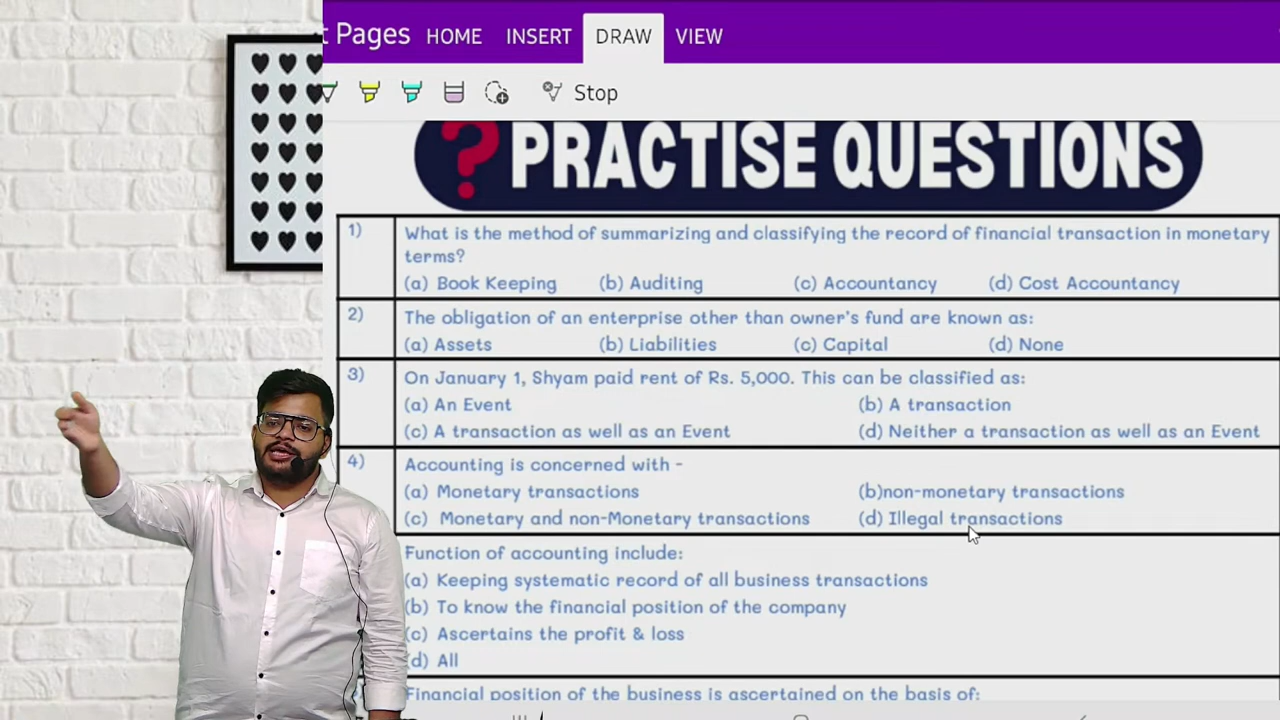 t Pages HOME INSERT DRAW VIEW
Stop
? PRACTISE QUESTIONS
1) What is the method of summarizing and classifying the record of financial transaction in monetary
terms?
(a) Book Keeping (b) Auditing (c) Accountancy (d) Cost Accountancy
2) The obligation of an enterprise other than owner's fund are known as:
(a) Assets (b) Liabilities (c) Capital (d) None
3) On January 1, Shyam paid rent of Rs. 5,000. This can be classified as:
(a) An Event (b) A transaction
(c) A transaction as well as an Event (d) Neither a transaction as well as an Event
4) Accounting is concerned with -
(a) Monetary transactions (b)non-monetary transactions
(c) Monetary and non-Monetary transactions (d) Illegal transactions
Function of accounting include:
(a) Keeping systematic record of all business transactions
(b) To know the financial position of the company
(c) Ascertains the profit & loss
(d) All
Financial position of the business is ascertained on the basis of: